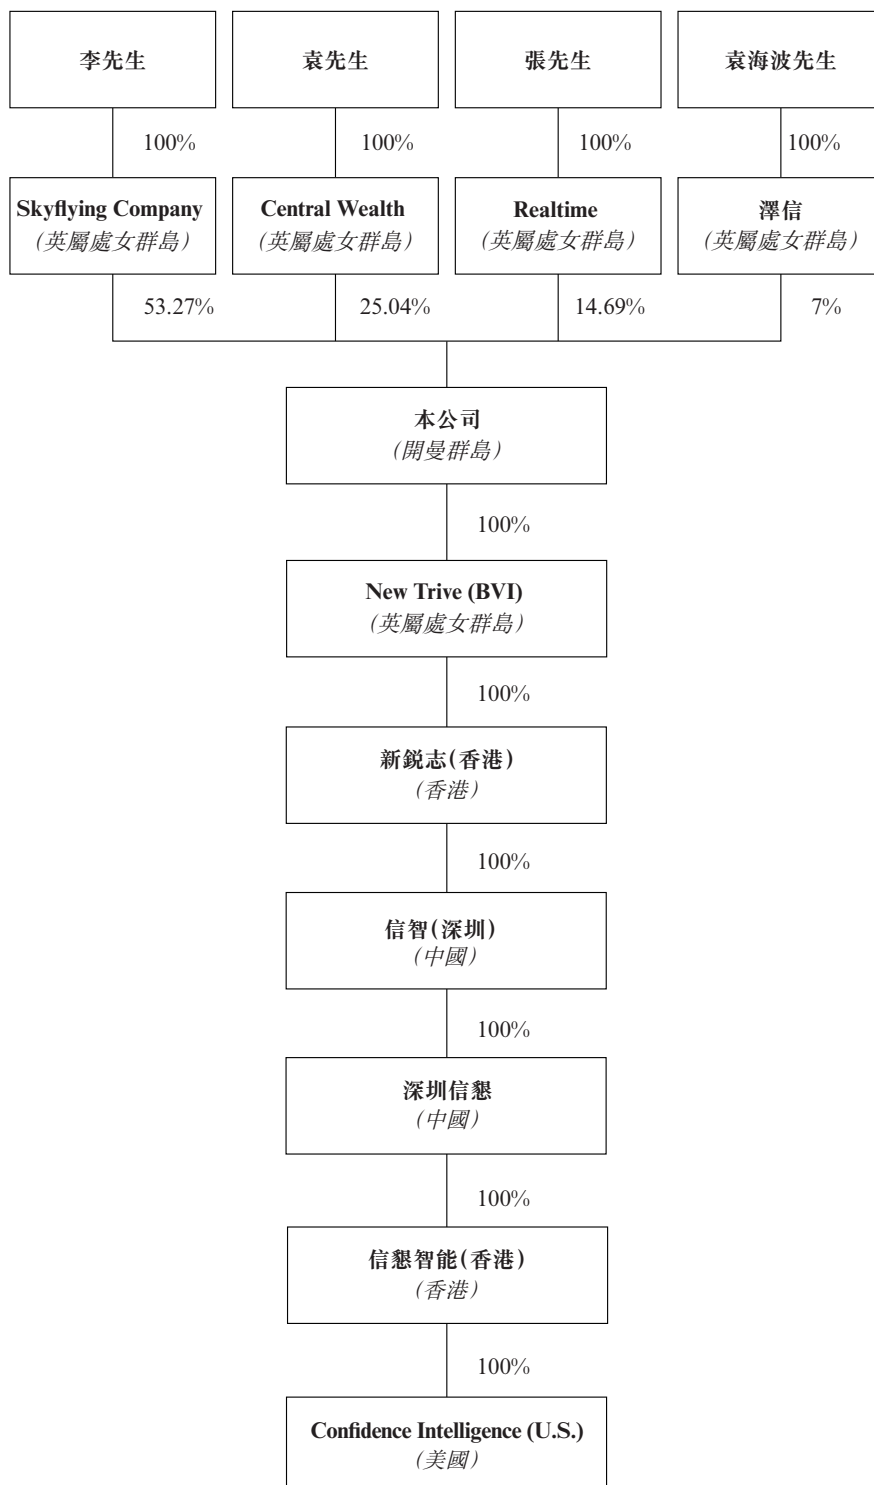 李先生
袁先生
張先生
袁海波先生
100%
100%
100%
100%
Skyflying Company
(英屬處女群島)
Central Wealth
(英屬處女群島)
Realtime
(英屬處女群島)
澤信
(英屬處女群島)
53.27%
25.04%
14.69%
7%
本公司
(開曼群島)
100%
New Trive (BVI)
(英屬處女群島)
100%
新鋭志(香港)
(香港)
100%
信智(深圳)
(中國)
100%
深圳信懇
(中國)
100%
信懇智能(香港)
(香港)
100%
Confidence Intelligence (U.S.)
(美國)